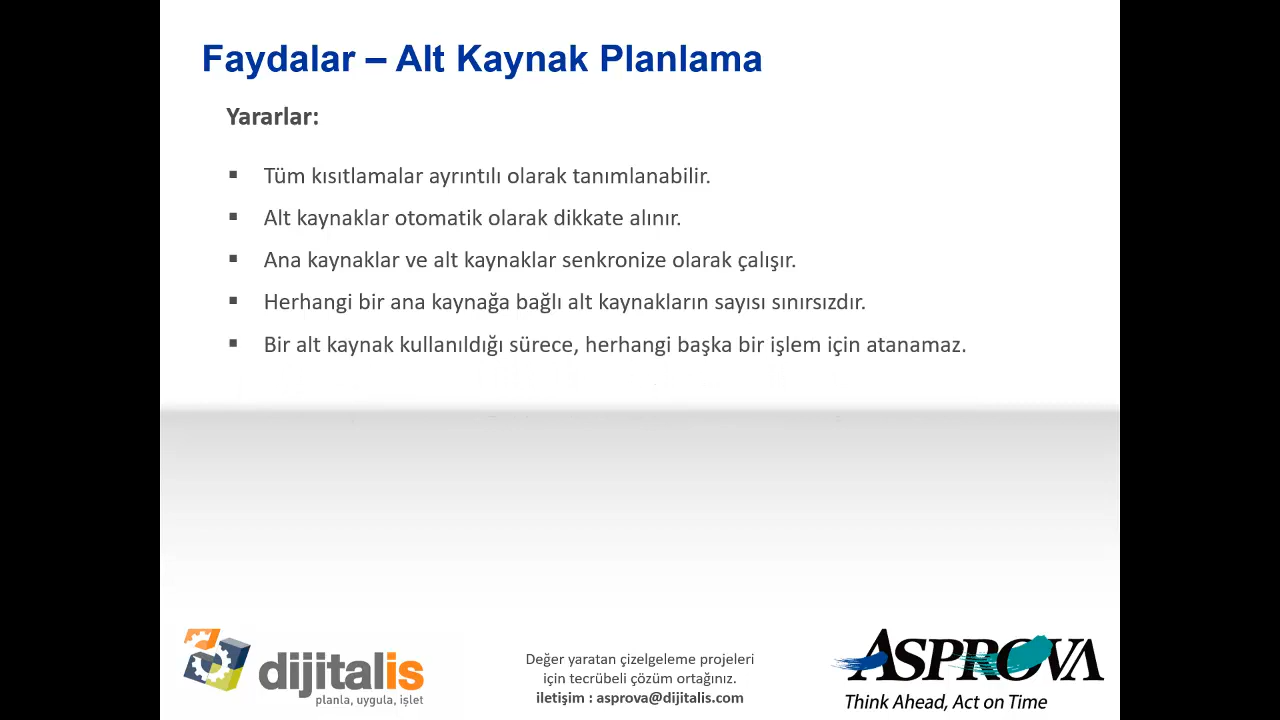 Faydalar – Alt Kaynak Planlama
Yararlar:
▪ Tüm kısıtlamalar ayrıntılı olarak tanımlanabilir.
▪ Alt kaynaklar otomatik olarak dikkate alınır.
▪ Ana kaynaklar ve alt kaynaklar senkronize olarak çalışır.
▪ Herhangi bir ana kaynağa bağlı alt kaynakların sayısı sınırsızdır.
▪ Bir alt kaynak kullanıldığı sürece, herhangi başka bir işlem için atanamaz.
dijitalis
planla, uygula, işlet
Değer yaratan çizelgeleme projeleri
için tecrübeli çözüm ortağınız.
iletişim : asprova@dijitalis.com
ASPROVA
Think Ahead, Act on Time